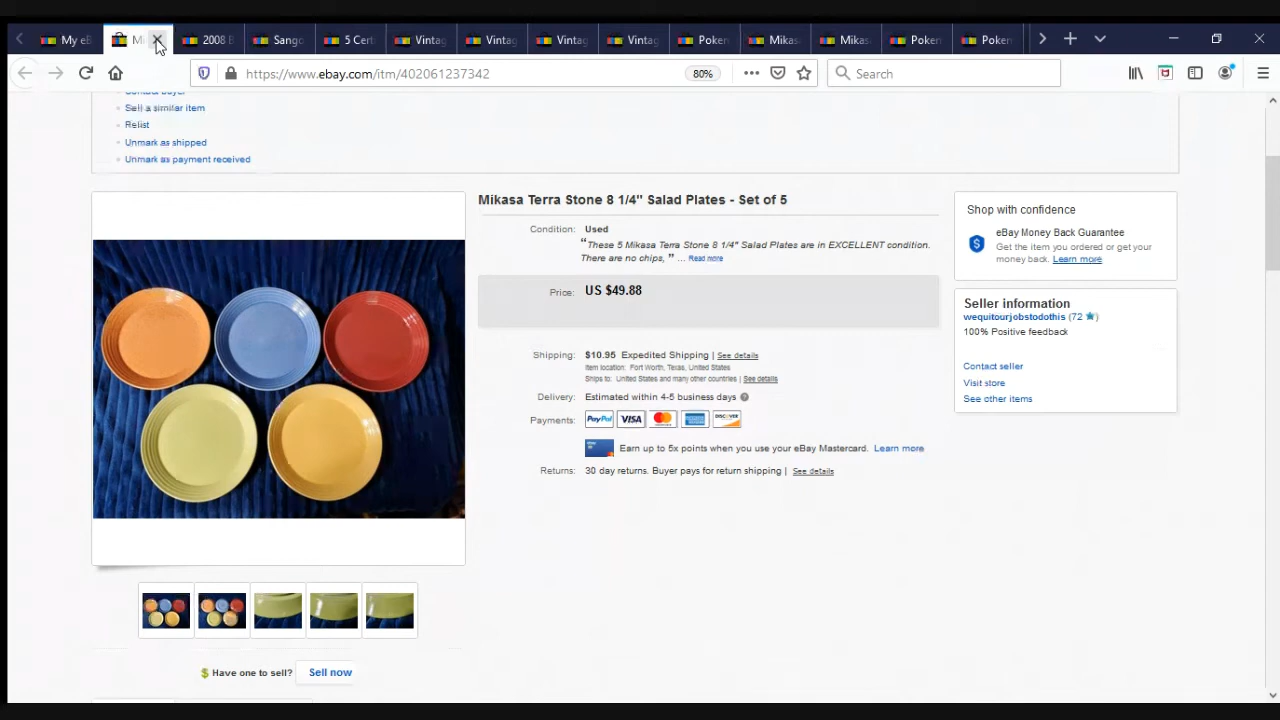 My eB
Mi
2008 B
Sango
5 Cert
Vintag
Vintag
Vintag
Vintag
Poker
Mikas
Mikas
Poker
Poker
https://www.ebay.com/item/402061237342
80%
Search
Contact buyer
Sell a similar item
Relist
Unmark as shipped
Unmark as payment received
Mikasa Terra Stone 8 1/4" Salad Plates - Set of 5
Condition: Used
“These 5 Mikasa Terra Stone 8 1/4" Salad Plates are in EXCELLENT condition.
There are no chips, ” ... Read more
Price: US $49.88
Shipping: $10.95 Expedited Shipping | See details
Item location: Fort Worth, Texas, United States
Ships to: United States and many other countries | See details
Delivery: Estimated within 4-5 business days
Payments: PayPal VISA
DISCOVER
Earn up to 5x points when you use your eBay Mastercard. Learn more
Returns: 30 day returns. Buyer pays for return shipping | See details
Shop with confidence
eBay Money Back Guarantee
Get the item you ordered or get your
money back. Learn more
Seller information
wequitourjobstodothis (72)
100% Positive feedback
Contact seller
Visit store
See other items
Have one to sell? Sell now